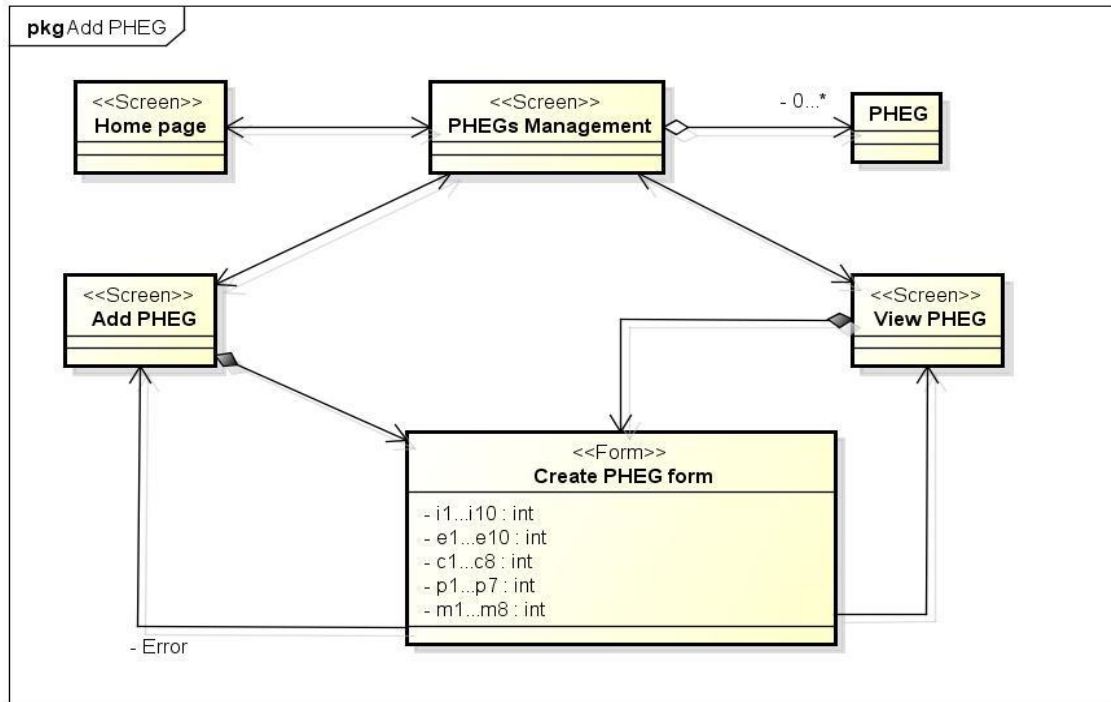 pkg Add PHEG
<<Screen>>
Home page
<<Screen>>
PHEGs Management
- 0...*
PHEG
<<Screen>>
Add PHEG
<<Screen>>
View PHEG
<<Form>>
Create PHEG form
- i1...i10 : int
- e1...e10 : int
- c1...c8 : int
- p1...p7 : int
- m1...m8 : int
- Error